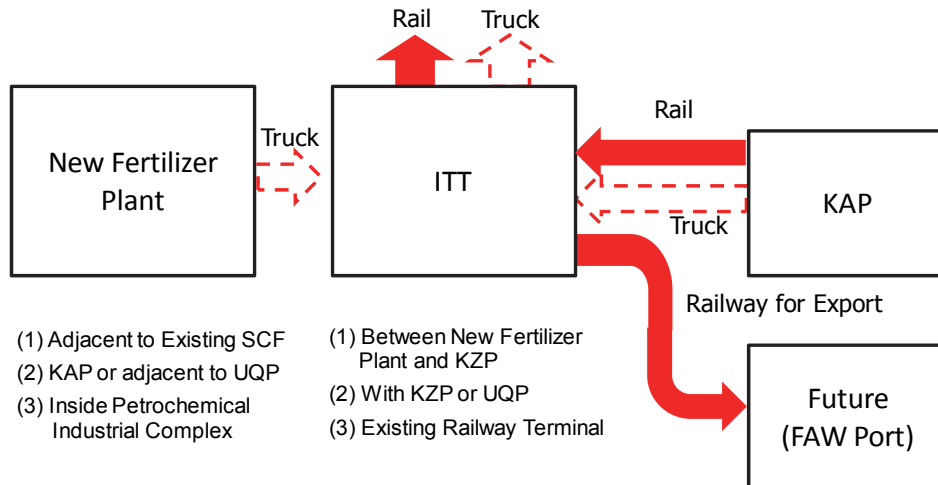 Rail
Truck
New Fertilizer
Plant
Truck
ITT
Rail
Truck
KAP
Railway for Export
Future
(FAW Port)
(1) Adjacent to Existing SCF
(2) KAP or adjacent to UQP
(3) Inside Petrochemical
Industrial Complex
(1) Between New Fertilizer
Plant and KZP
(2) With KZP or UQP
(3) Existing Railway Terminal